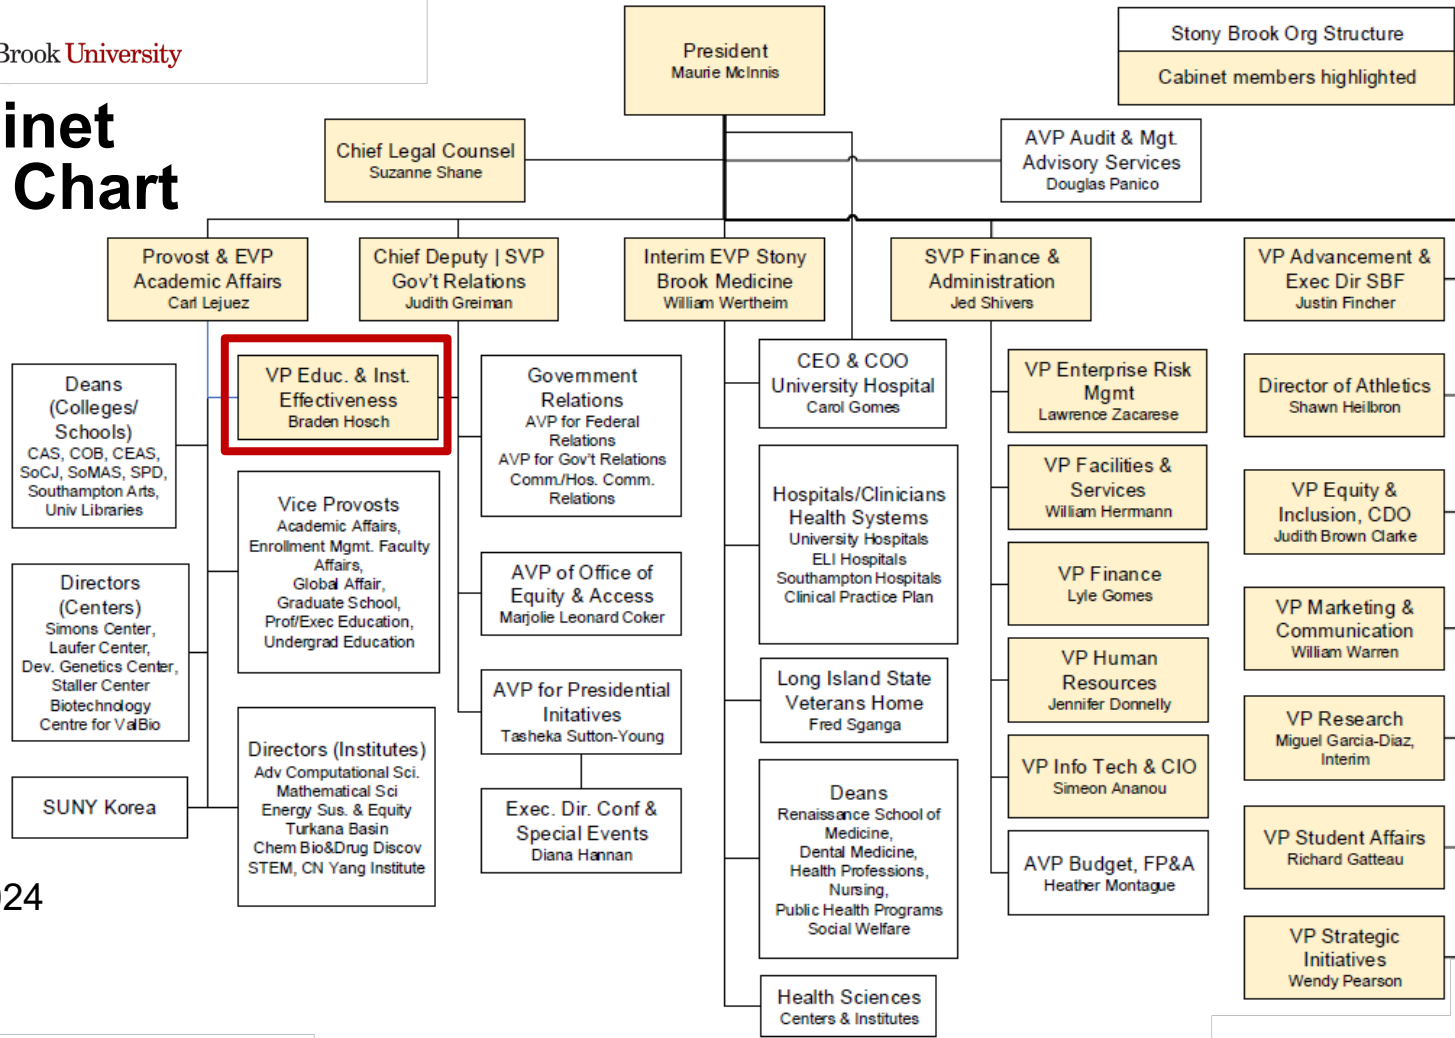 Brook University
inet
Chart
24
Stony Brook Org Structure
Cabinet members highlighted
President
Maurie McInnis
Chief Legal Counsel
Suzanne Shane
AVP Audit & Mgt.
Advisory Services
Douglas Panico
Provost & EVP
Academic Affairs
Carl Lejuez
Chief Deputy | SVP
Gov't Relations
Judith Greiman
Interim EVP Stony
Brook Medicine
William Wertheim
SVP Finance &
Administration
Jed Shivers
VP Advancement &
Exec Dir SBF
Justin Fincher
Deans
(Colleges/
Schools)
CAS, COB, CEAS,
SoCJ, SoMAS, SPD,
Southampton Arts,
Univ Libraries
Directors
(Centers)
Simons Center,
Laufer Center,
Dev. Genetics Center,
Staller Center
Biotechnology
Centre for ValBio
SUNY Korea
VP Educ. & Inst.
Effectiveness
Braden Hosch
Vice Provosts
Academic Affairs,
Enrollment Mgmt. Faculty
Affairs,
Global Affair,
Graduate School,
Prof/Exec Education,
Undergrad Education
Directors (Institutes)
Adv Computational Sci.
Mathematical Sci
Energy Sus. & Equity
Turkana Basin
Chem Bio&Drug Discov
STEM, CN Yang Institute
Government
Relations
AVP for Federal
Relations
AVP for Gov't Relations
Comm./Hos. Comm.
Relations
AVP of Office of
Equity & Access
Marjolie Leonard Coker
AVP for Presidential
Initatives
Tasheka Sutton-Young
Exec. Dir. Conf &
Special Events
Diana Hannan
CEO & COO
University Hospital
Carol Gomes
Hospitals/Clinicians
Health Systems
University Hospitals
ELI Hospitals
Southampton Hospitals
Clinical Practice Plan
Long Island State
Veterans Home
Fred Sganga
Deans
Renaissance School of
Medicine,
Dental Medicine,
Health Professions,
Nursing,
Public Health Programs
Social Welfare
Health Sciences
Centers & Institutes
VP Enterprise Risk
Mgmt
Lawrence Zacarese
VP Facilities &
Services
William Herrmann
VP Finance
Lyle Gomes
VP Human
Resources
Jennifer Donnelly
VP Info Tech & CIO
Simeon Ananou
AVP Budget, FP&A
Heather Montague
Director of Athletics
Shawn Heilbron
VP Equity &
Inclusion, CDO
Judith Brown Clarke
VP Marketing &
Communication
William Warren
VP Research
Miguel Garcia-Diaz,
Interim
VP Student Affairs
Richard Gatteau
VP Strategic
Initiatives
Wendy Pearson